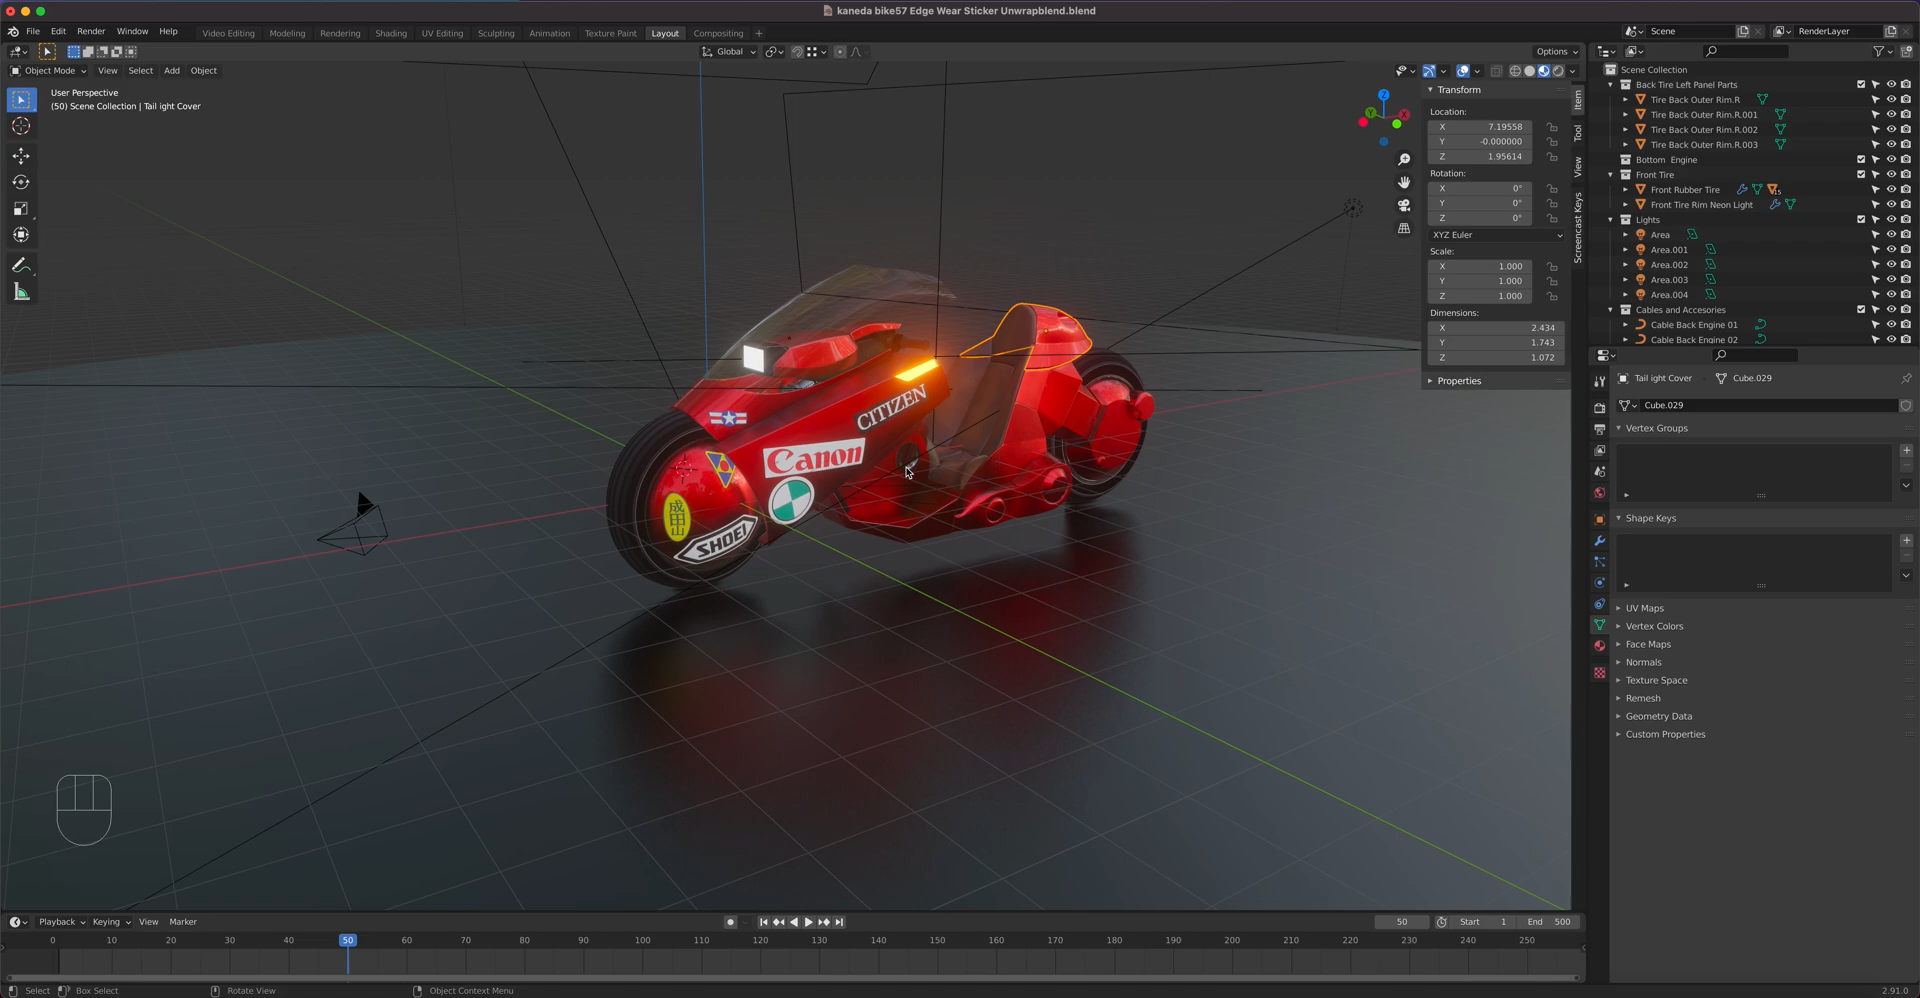 kaneda bike57 Edge Wear Sticker Unwrapblend.blend
File Edit Render Window Help Video Editing Modeling Rendering Shading UV Editing Sculpting Animation Texture Paint Layout Compositing +
Scene RenderLayer
Global Options
Object Mode View Select Add Object
User Perspective
(50) Scene Collection | Tail ight Cover
Z
Y
X
CITIZEN
Canon
成田山
SHOEI
Transform
Location:
X 7.19558
Y -0.000000
Z 1.95614
Rotation:
X 0°
Y 0°
Z 0°
XYZ Euler
Scale:
X 1.000
Y 1.000
Z 1.000
Dimensions:
X 2.434
Y 1.743
Z 1.072
Properties
Item
Tool
View
Screencast Keys
Scene Collection
Back Tire Left Panel Parts
Tire Back Outer Rim.R
Tire Back Outer Rim.R.001
Tire Back Outer Rim.R.002
Tire Back Outer Rim.R.003
Bottom Engine
Front Tire
Front Rubber Tire 15
Front Tire Rim Neon Light
Lights
Area
Area.001
Area.002
Area.003
Area.004
Cables and Accesories
Cable Back Engine 01
Cable Back Engine 02
Tail ight Cover Cube.029
Cube.029
Vertex Groups
Shape Keys
UV Maps
Vertex Colors
Face Maps
Normals
Texture Space
Remesh
Geometry Data
Custom Properties
Playback Keying View Marker 50 Start 1 End 500
0 10 20 30 40 50 60 70 80 90 100 110 120 130 140 150 160 170 180 190 200 210 220 230 240 250
Select Box Select Rotate View Object Context Menu 2.91.0